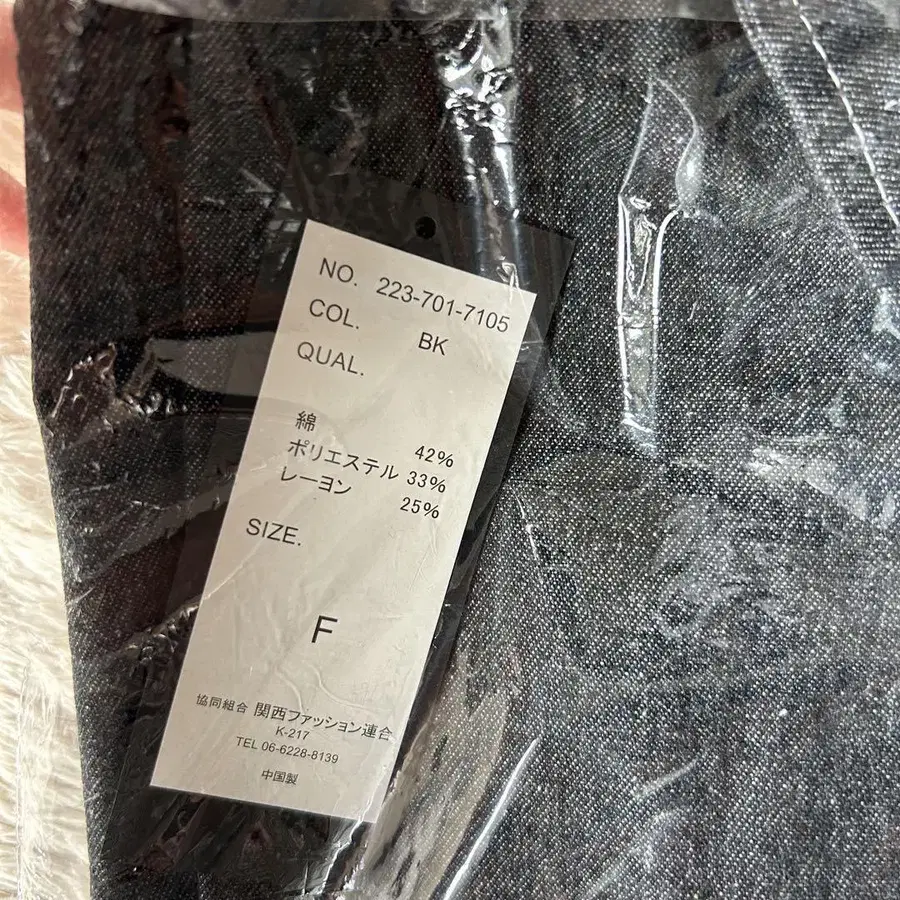 NO. 223-701-7105
COL. BK
QUAL.
綿 42%
ポリエステル 33%
レーヨン 25%
SIZE.
F
協同組合 関西ファッション連合
K-217
TEL 06-6228-8139
中国製